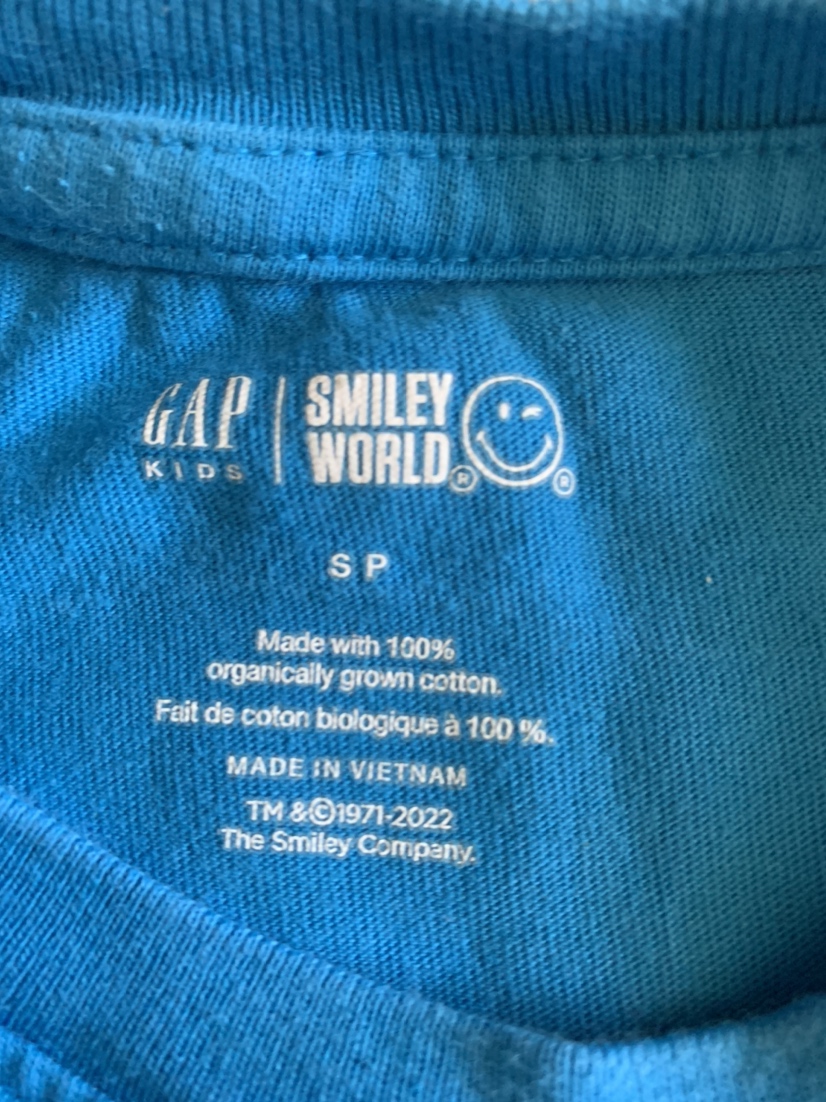 GAP
KIDS
SMILEY
WORLD®
®
S P
Made with 100%
organically grown cotton.
Fait de coton biologique à 100 %.
MADE IN VIETNAM
TM &©1971-2022
The Smiley Company.